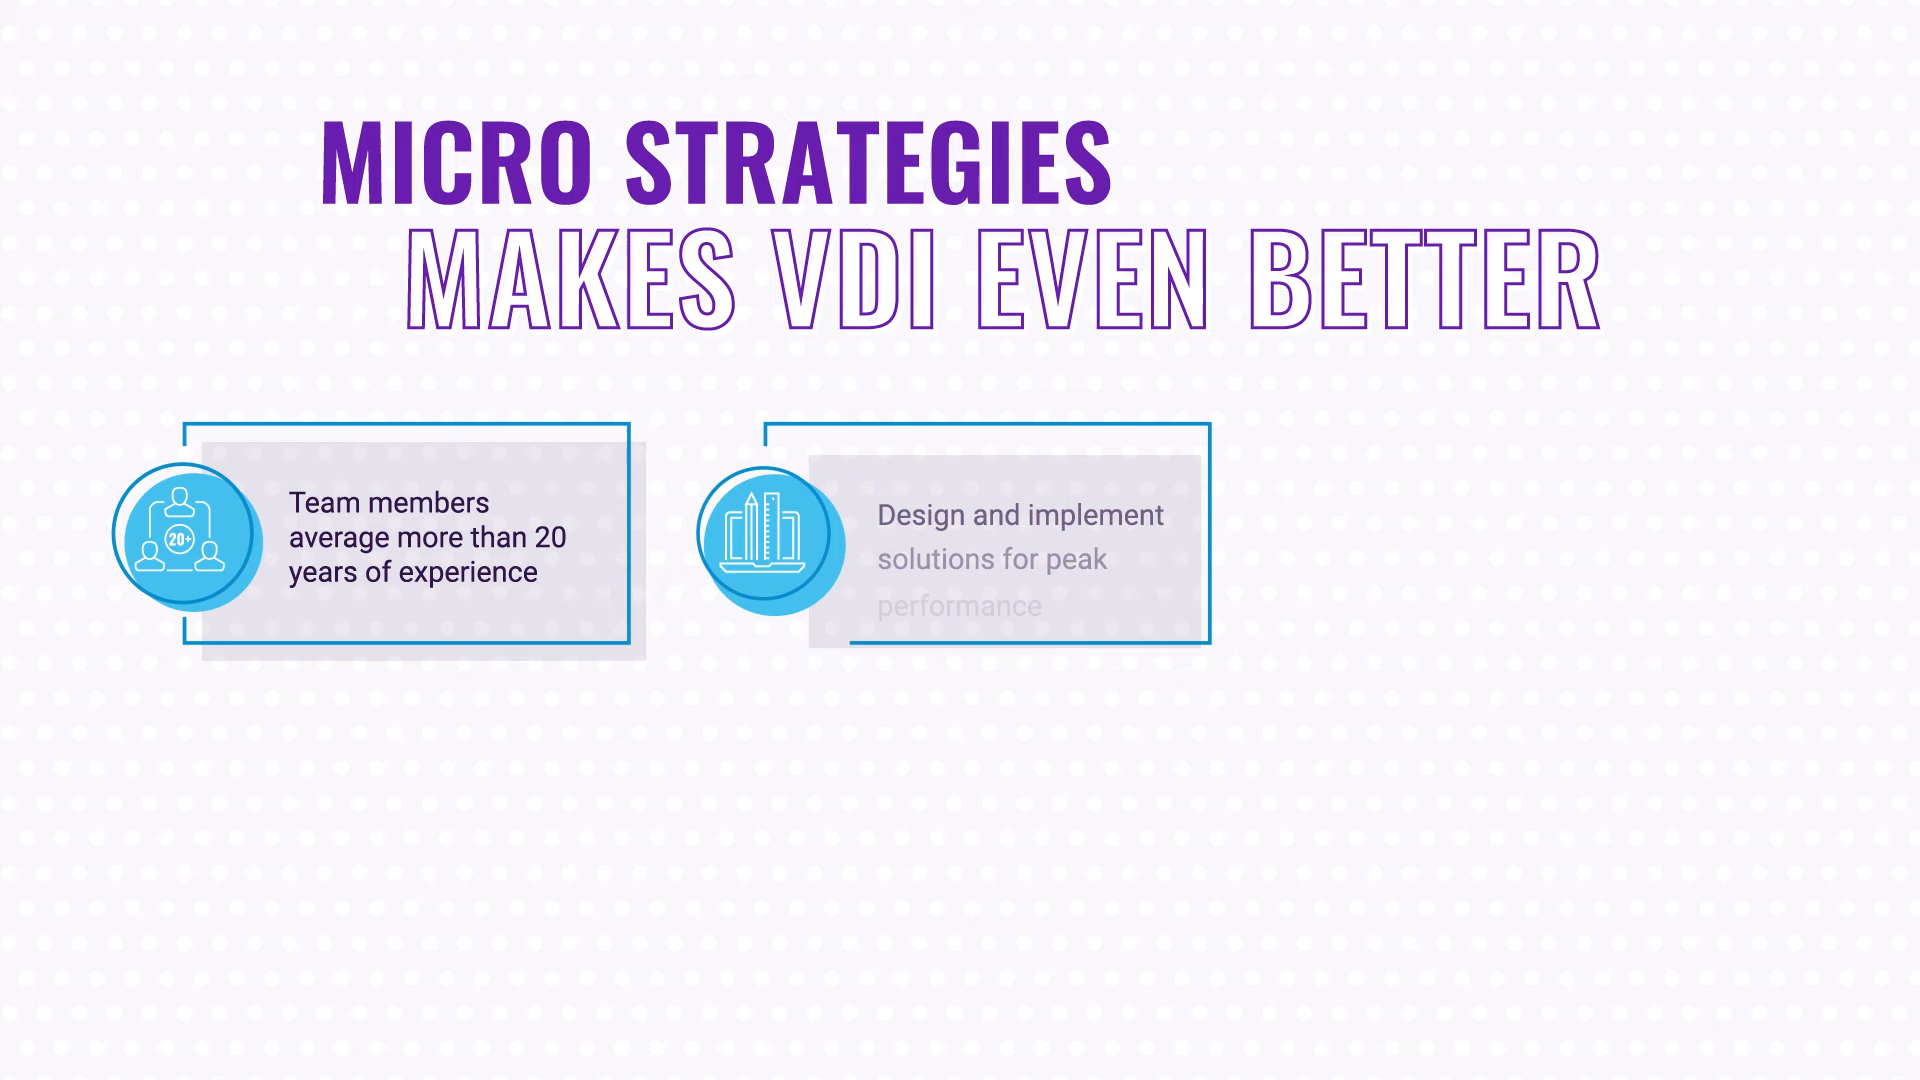 MICRO STRATEGIES
MAKES VDI EVEN BETTER
20+
Team members
average more than 20
years of experience
Design and implement
solutions for peak
performance